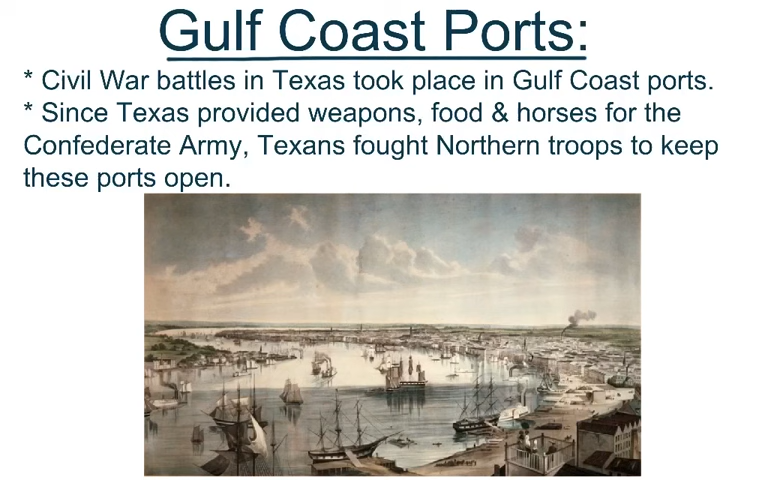 Gulf Coast Ports:
* Civil War battles in Texas took place in Gulf Coast ports.
* Since Texas provided weapons, food & horses for the
Confederate Army, Texans fought Northern troops to keep
these ports open.